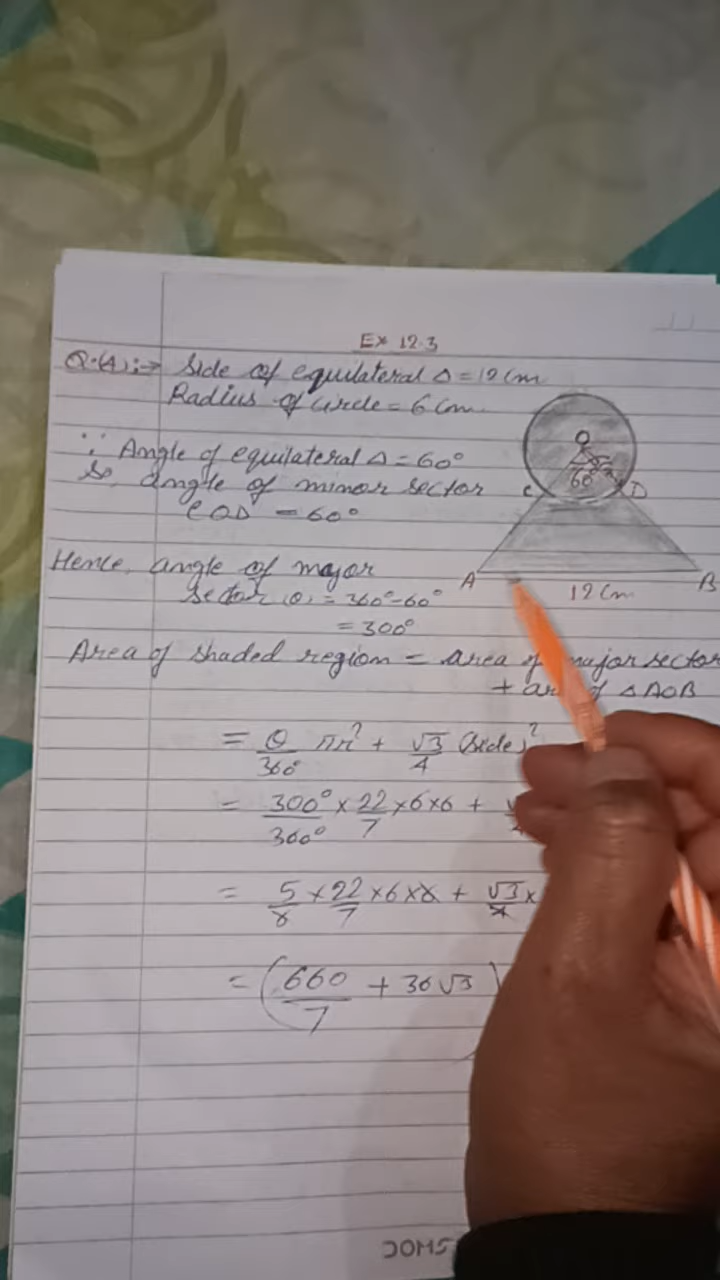 Ex 12.3
Q.(4):→ Side of equilateral Δ = 12 cm
Radius of circle = 6 cm.
∵ Angle of equilateral Δ = 60°
So, angle of minor sector
COD = 60°
Hence, angle of major
sector (θ) = 360° - 60°
= 300°
O
60°
C
D
A
B
12 cm
Area of shaded region = area of major sector
+ ar of Δ AOB
= θ/360° πr² + √3/4 (side)²
= 300°/360° × 22/7 × 6 × 6 +
= 5/6 × 22/7 × 6 × 6 + √3/4 ×
= (660/7 + 36√3)